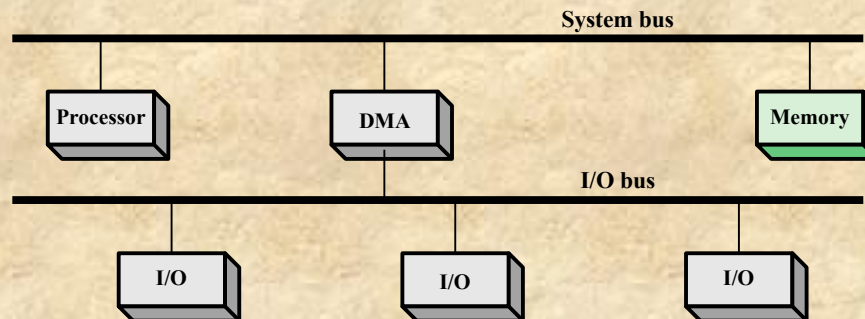 System bus
Processor
DMA
Memory
I/O bus
I/O
I/O
I/O